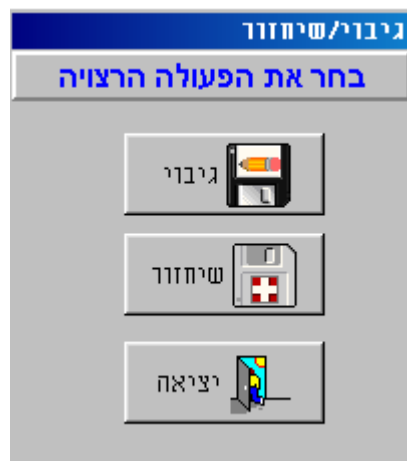 גיבוי/שיחזור
בחר את הפעולה הרצויה
גיבוי
שיחזור
יציאה